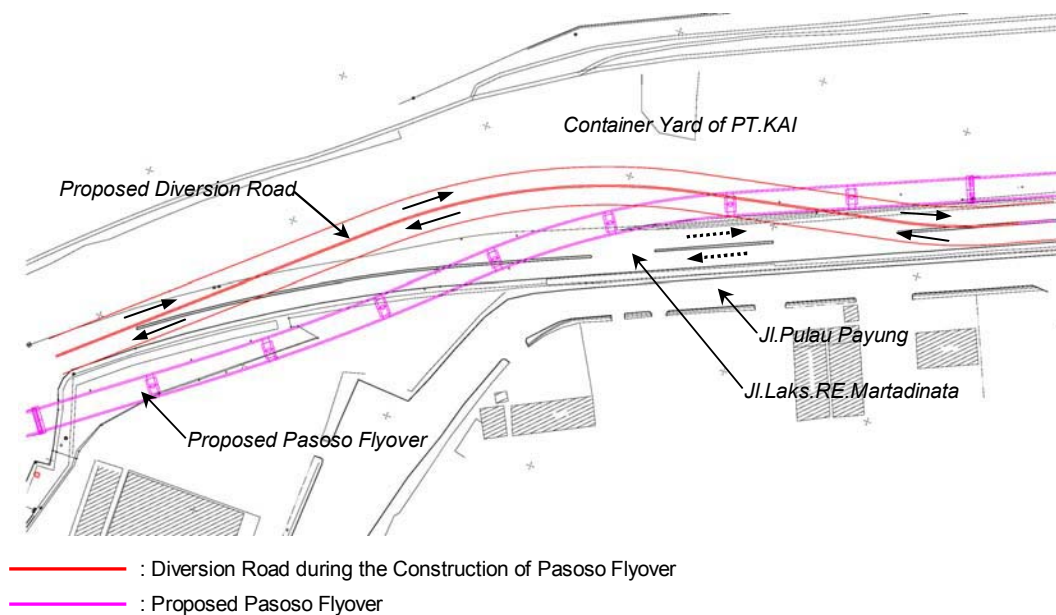 Container Yard of PT.KAI
Proposed Diversion Road
Jl.Pulau Payung
Jl.Laks.RE.Martadinata
Proposed Pasoso Flyover
: Diversion Road during the Construction of Pasoso Flyover
: Proposed Pasoso Flyover